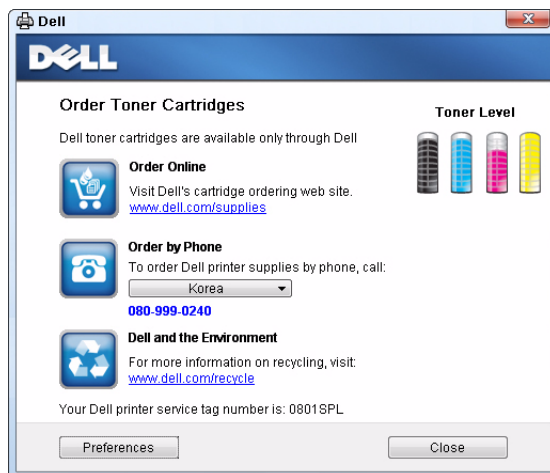 Dell
DELL
Order Toner Cartridges
Toner Level
Dell toner cartridges are available only through Dell
Order Online
Visit Dell's cartridge ordering web site.
www.dell.com/supplies
Order by Phone
To order Dell printer supplies by phone, call:
Korea
080-999-0240
Dell and the Environment
For more information on recycling, visit:
www.dell.com/recycle
Your Dell printer service tag number is: 0801SPL
Preferences
Close